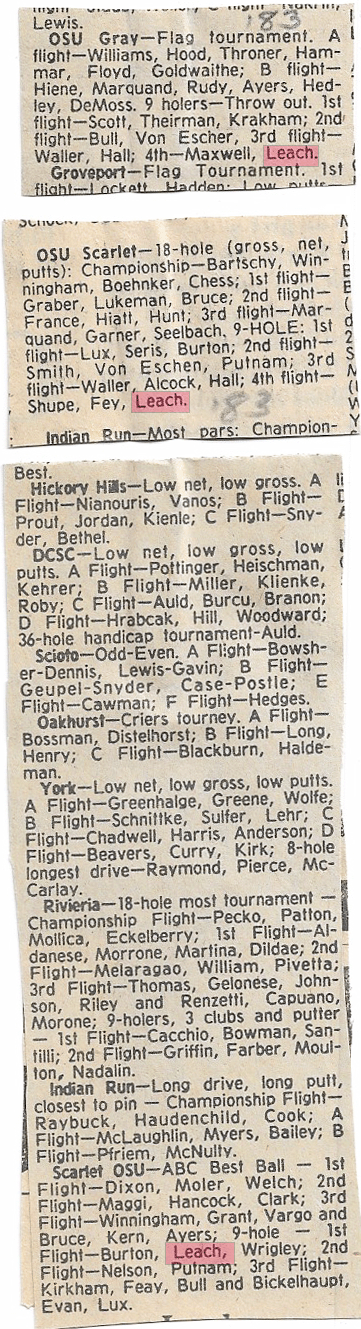 '83
Lewis.
OSU Gray—Flag tournament. A
flight—Williams, Hood, Throner, Ham-
mar, Floyd, Goldwaithe; B flight—
Hiene, Marquand, Rudy, Ayers, Hed-
ley, DeMoss. 9 holers—Throw out. 1st
flight—Scott, Theirman, Krakham; 2nd
flight—Bull, Von Escher, 3rd flight—
Waller, Hall; 4th—Maxwell, Leach.
Groveport—Flag Tournament. 1st
flight—Lockett, Hadden; Low putts—
OSU Scarlet—18-hole (gross, net,
putts): Championship—Bartschy, Win-
ningham, Boehnker, Chess; 1st flight—
Graber, Lukeman, Bruce; 2nd flight—
France, Hiatt, Hunt; 3rd flight—Mar-
quand, Garner, Seelbach. 9-HOLE: 1st
flight—Lux, Seris, Burton; 2nd flight—
Smith, Von Eschen, Putnam; 3rd
flight—Waller, Alcock, Hall; 4th flight—
Shupe, Fey, Leach. '83
Indian Run—Most pars: Champion-
Best.
Hickory Hills—Low net, low gross. A
Flight—Nianouris, Vanos; B Flight—
Prout, Jordan, Kienle; C Flight—Sny-
der, Bethel.
DCSC—Low net, low gross, low
putts. A Flight—Pottinger, Heischman,
Kehrer; B Flight—Miller, Klienke,
Roby; C Flight—Auld, Burcu, Branon;
D Flight—Hrabcak, Hill, Woodward;
36-hole handicap tournament-Auld.
Scioto—Odd-Even. A Flight—Bowsh-
er-Dennis, Lewis-Gavin; B Flight—
Geupel-Snyder, Case-Postle; E
Flight—Cawman; F Flight—Hedges.
Oakhurst—Criers tourney. A Flight—
Bossman, Distelhorst; B Flight—Long,
Henry; C Flight—Blackburn, Halde-
man.
York—Low net, low gross, low putts.
A Flight—Greenhalge, Greene, Wolfe;
B Flight—Schnittke, Sulfer, Lehr; C
Flight—Chadwell, Harris, Anderson; D
Flight—Beavers, Curry, Kirk; 8-hole
longest drive—Raymond, Pierce, Mc-
Carlay.
Rivieria—18-hole most tournament —
Championship Flight—Pecko, Patton,
Mollica, Eckelberry; 1st Flight—Al-
danese, Morrone, Martina, Dildae; 2nd
Flight—Melaragao, William, Pivetta;
3rd Flight—Thomas, Gelonese, John-
son, Riley and Renzetti, Capuano,
Morone; 9-holers, 3 clubs and putter
— 1st Flight—Cacchio, Bowman, San-
tilli; 2nd Flight—Griffin, Farber, Moul-
ton, Nadalin.
Indian Run—Long drive, long putt,
closest to pin — Championship Flight—
Raybuck, Haudenchild, Cook; A
Flight—McLaughlin, Myers, Bailey; B
Flight—Pfriem, McNulty.
Scarlet OSU—ABC Best Ball — 1st
Flight—Dixon, Moler, Welch; 2nd
Flight—Maggi, Hancock, Clark; 3rd
Flight—Winningham, Grant, Vargo and
Bruce, Kern, Ayers; 9-hole — 1st
Flight—Burton, Leach, Wrigley; 2nd
Flight—Nelson, Putnam; 3rd Flight—
Kirkham, Feay, Bull and Bickelhaupt,
Evan, Lux.